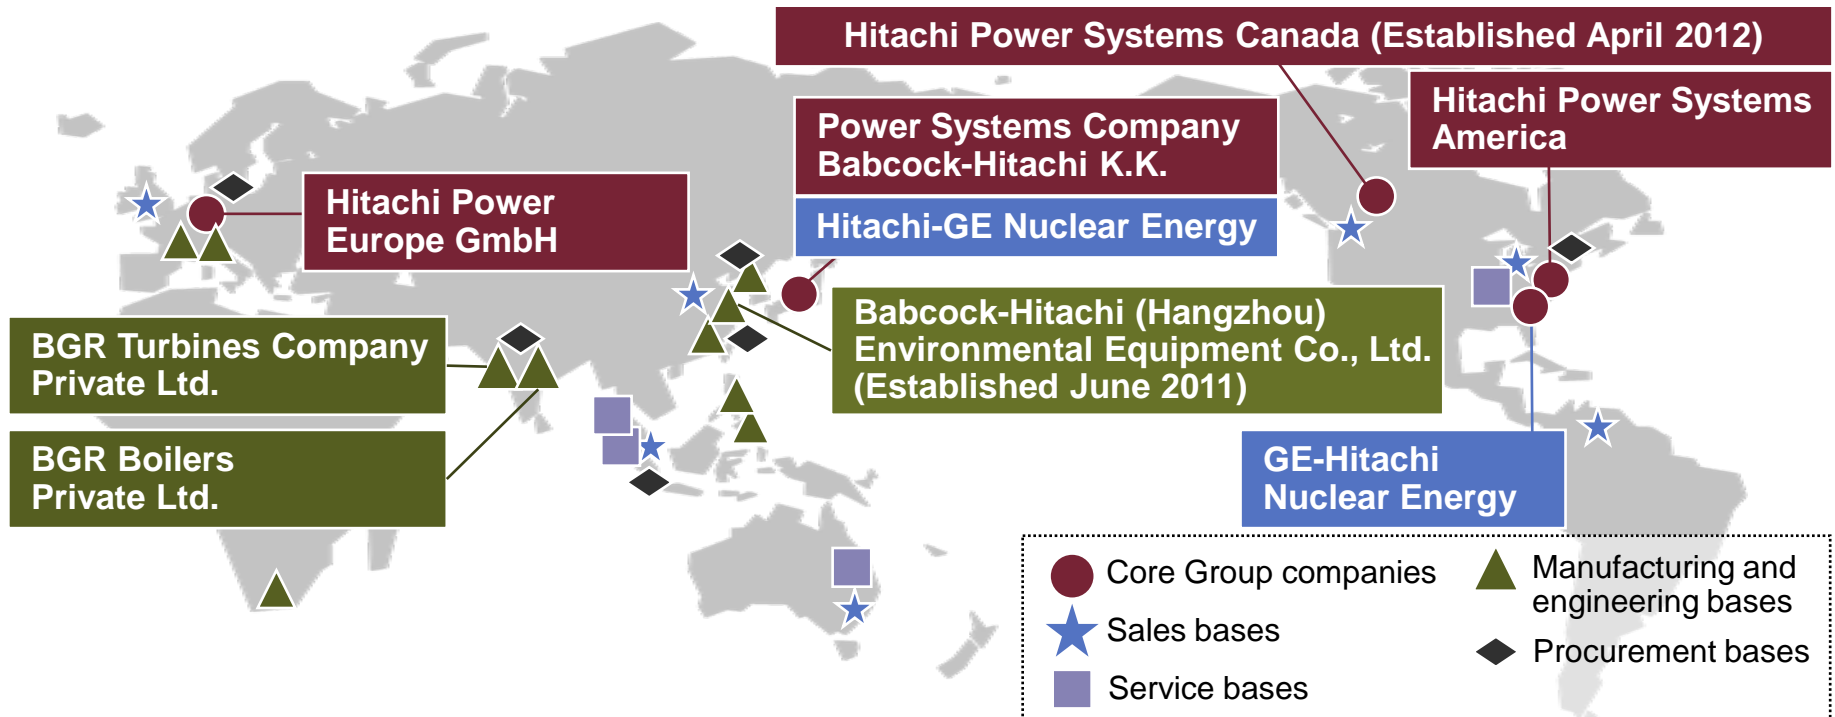 Hitachi Power Systems Canada (Established April 2012)
Hitachi Power Systems
America
Power Systems Company
Babcock-Hitachi K.K.
Hitachi-GE Nuclear Energy
Hitachi Power
Europe GmbH
Babcock-Hitachi (Hangzhou)
Environmental Equipment Co., Ltd.
(Established June 2011)
BGR Turbines Company
Private Ltd.
BGR Boilers
Private Ltd.
GE-Hitachi
Nuclear Energy
Core Group companies
Sales bases
Service bases
Manufacturing and
engineering bases
Procurement bases